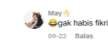 May👌
😂gak habis fikri
09-22 Balas